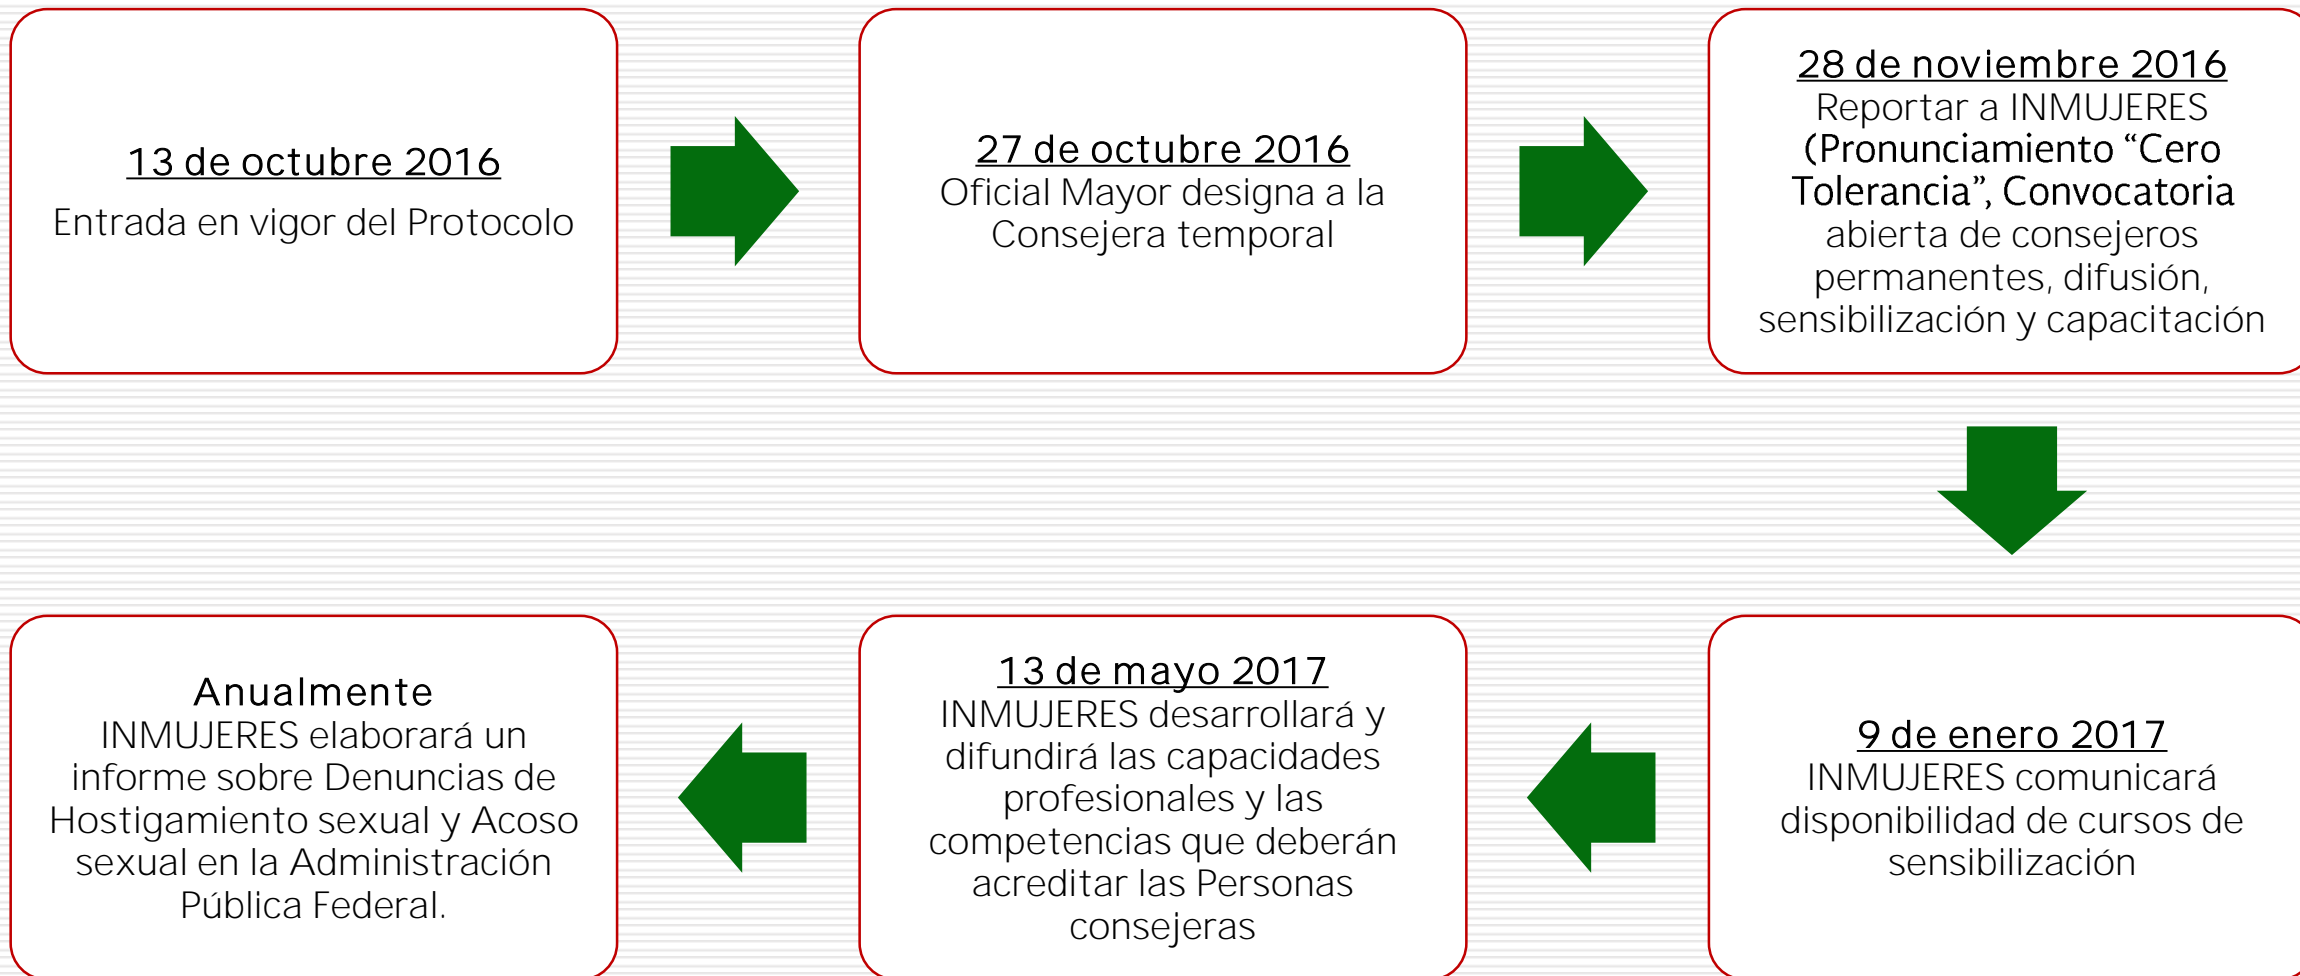 13 de octubre 2016
Entrada en vigor del Protocolo
27 de octubre 2016
Oficial Mayor designa a la
Consejera temporal
28 de noviembre 2016
Reportar a INMUJERES
(Pronunciamiento “Cero
Tolerancia”, Convocatoria
abierta de consejeros
permanentes, difusión,
sensibilización y capacitación
9 de enero 2017
INMUJERES comunicará
disponibilidad de cursos de
sensibilización
13 de mayo 2017
INMUJERES desarrollará y
difundirá las capacidades
profesionales y las
competencias que deberán
acreditar las Personas
consejeras
Anualmente
INMUJERES elaborará un
informe sobre Denuncias de
Hostigamiento sexual y Acoso
sexual en la Administración
Pública Federal.